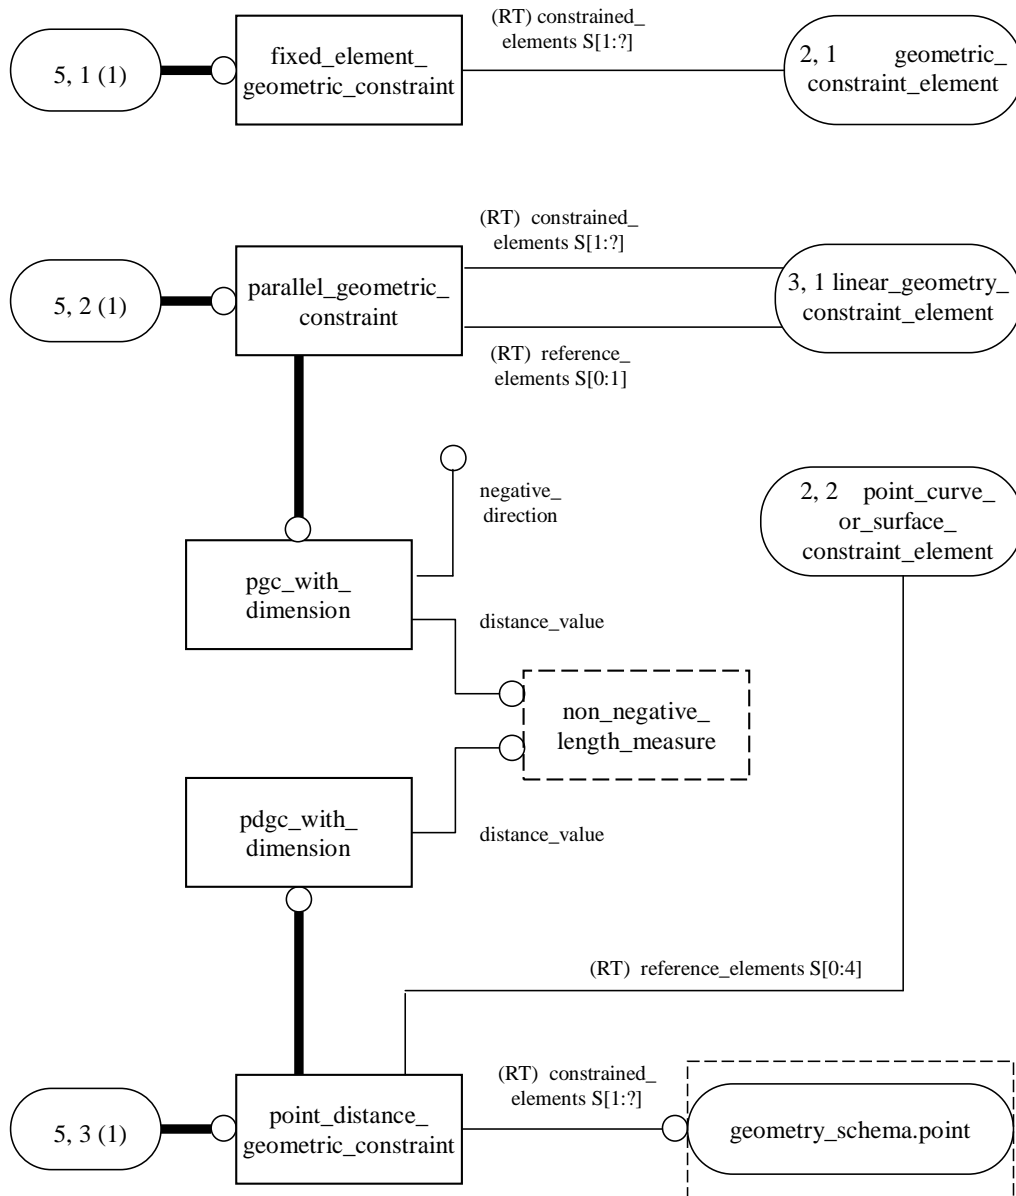 (RT) constrained_
elements S[1:?]
5, 1 (1)
fixed_element_
geometric_constraint
2, 1 geometric_
constraint_element
(RT) constrained_
elements S[1:?]
5, 2 (1)
parallel_geometric_
constraint
3, 1 linear_geometry_
constraint_element
(RT) reference_
elements S[0:1]
negative_
direction
2, 2 point_curve_
or_surface_
constraint_element
pgc_with_
dimension
distance_value
non_negative_
length_measure
pdgc_with_
dimension
distance_value
(RT) reference_elements S[0:4]
(RT) constrained_
elements S[1:?]
5, 3 (1)
point_distance_
geometric_constraint
geometry_schema.point